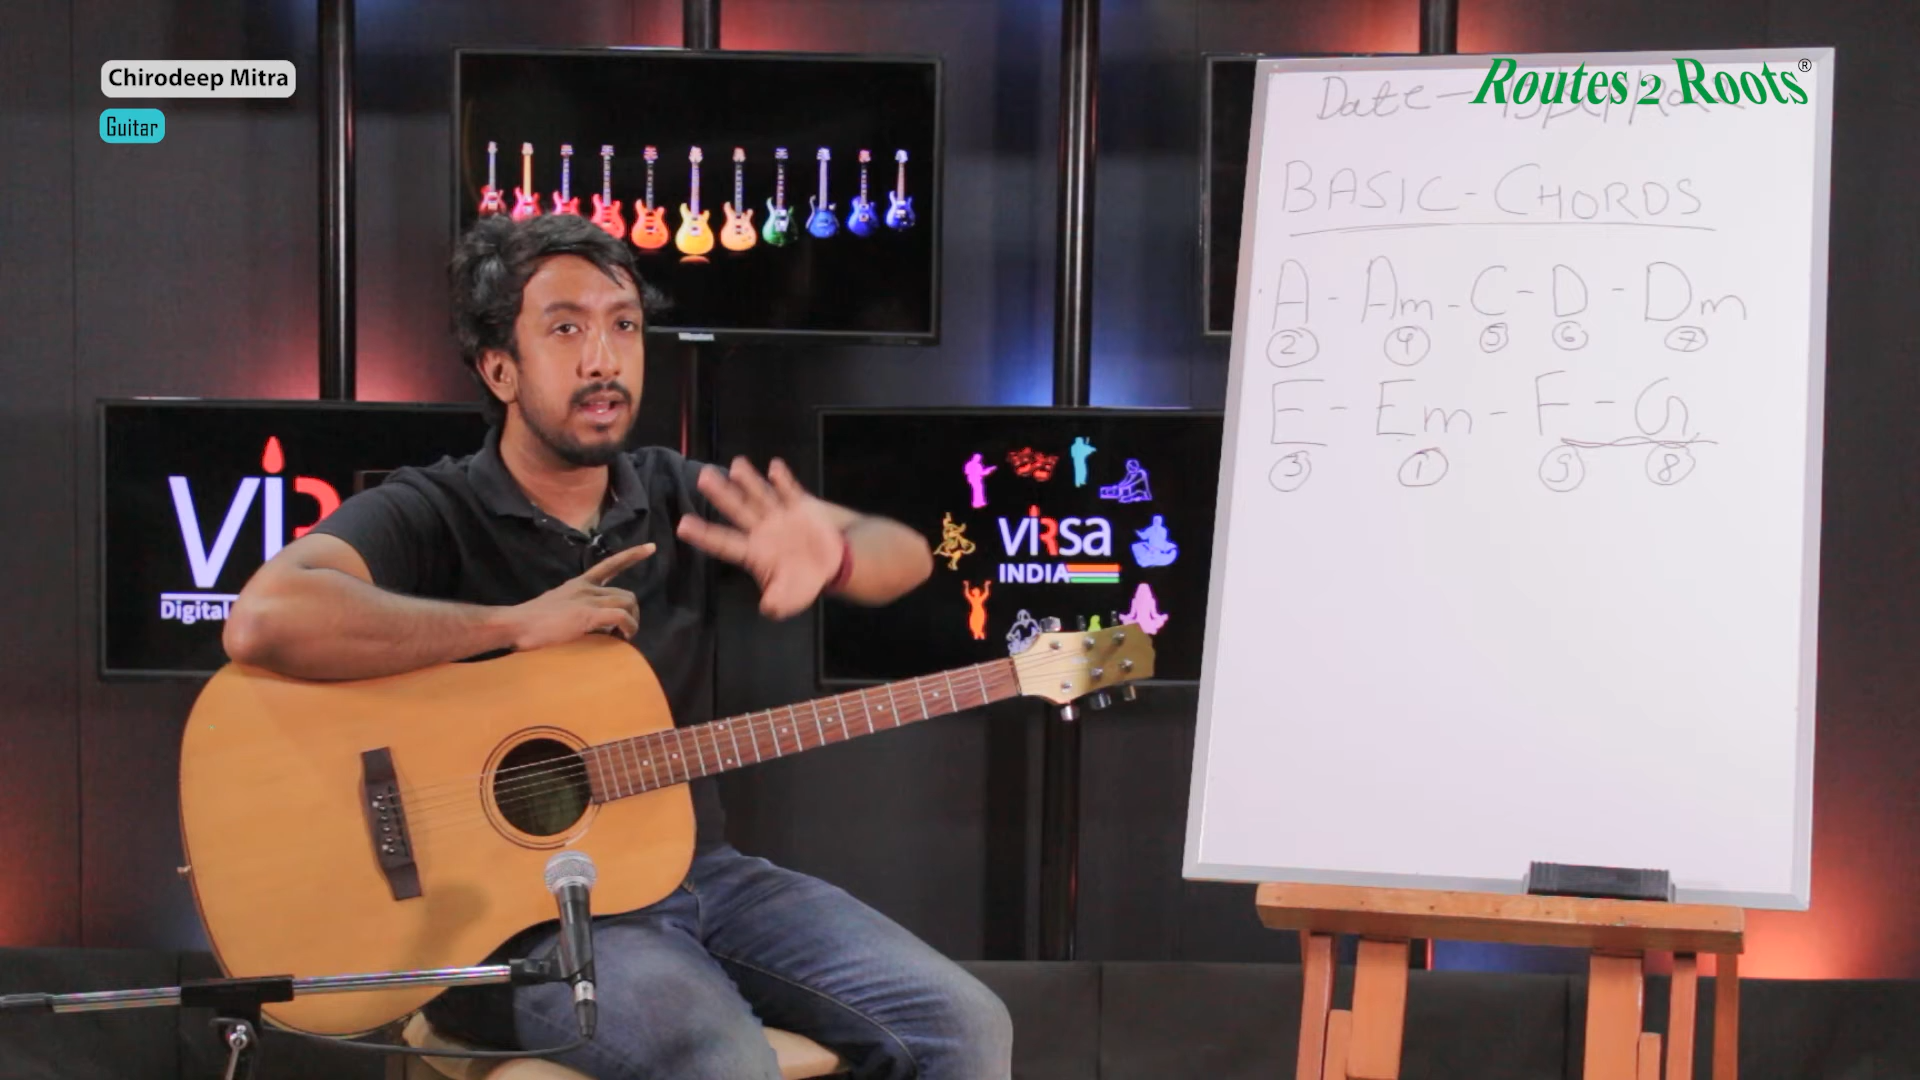 Chirodeep Mitra
Guitar
Routes 2 Roots®
Date -
BASIC - CHORDS
A - Am - C - D - Dm
② ④ ⑤ ⑥ ⑦
E - Em - F - G
③ ① ⑨ ⑧
VIR
Digital
VIRSA
INDIA